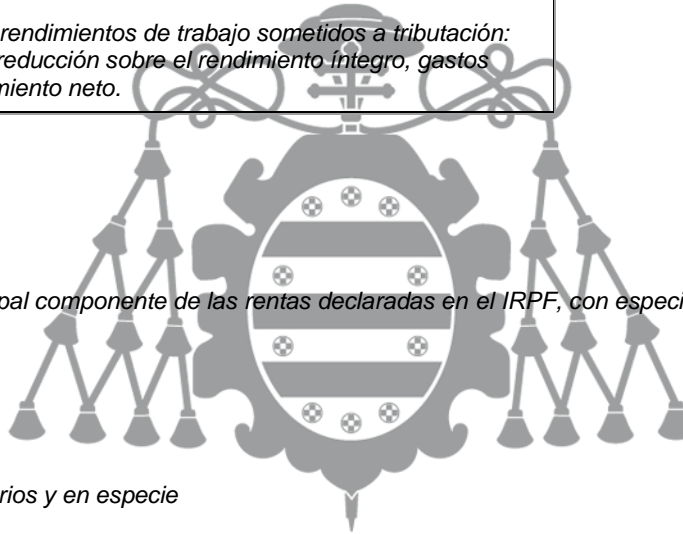 rendimientos de trabajo sometidos a tributación:
reducción sobre el rendimiento íntegro, gastos
miento neto.
pal componente de las rentas declaradas en el IRPF, con especi
rios y en especie